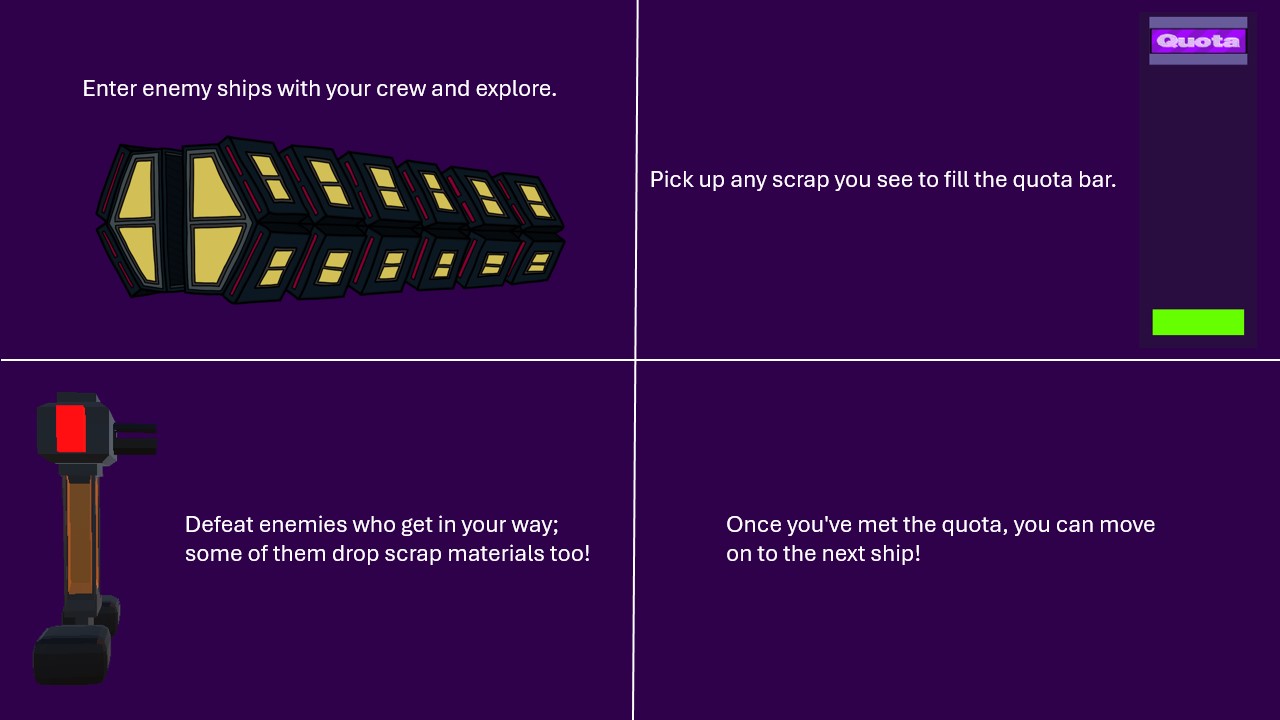 Enter enemy ships with your crew and explore.
Quota
Pick up any scrap you see to fill the quota bar.
Defeat enemies who get in your way;
some of them drop scrap materials too!
Once you've met the quota, you can move
on to the next ship!